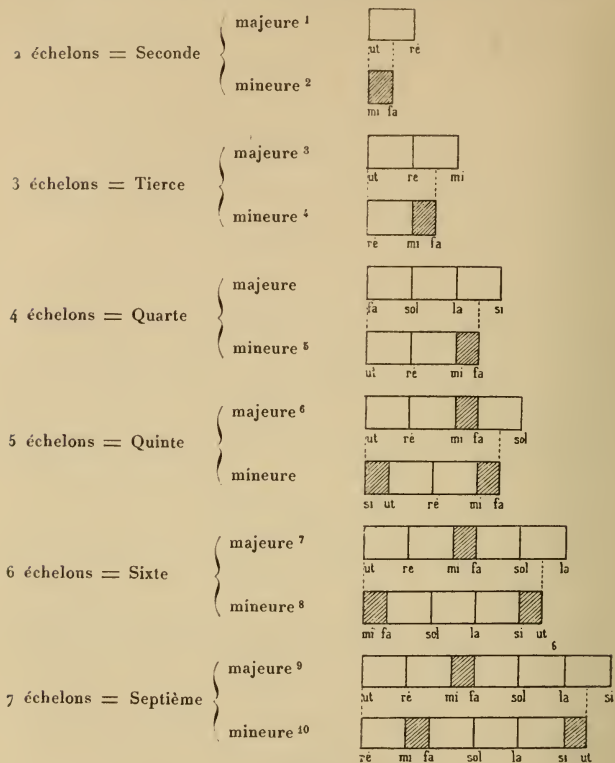 majeure ¹
ut ré
2 échelons = Seconde
mineure ²
mi fa
majeure ³
ut re mi
3 échelons = Tierce
mineure ⁴
ré mi fa
majeure
fa sol la si
4 échelons = Quarte
mineure ⁵
ut ré mi fa
majeure ⁶
ut ré mi fa sol
5 échelons = Quinte
mineure
si ut ré mi fa
majeure ⁷
ut re mi fa sol la
6 échelons = Sixte
mineure ⁸
mi fa sol la si ut
6
majeure ⁹
ut ré mi fa sol la si
7 échelons = Septième
mineure ¹⁰
ré mi fa sol la si ut